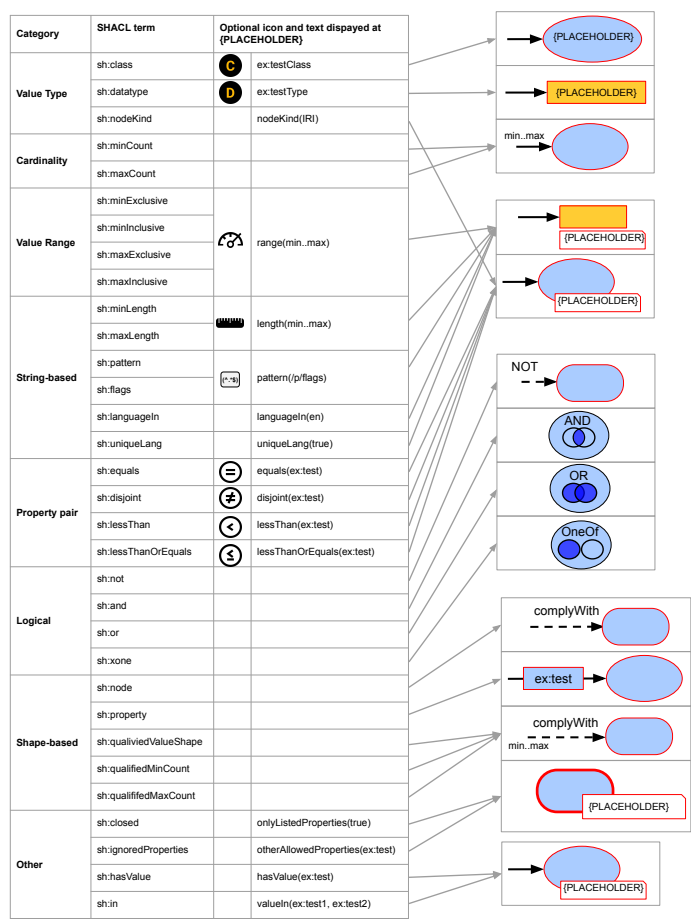 Category SHACL term Optional icon and text dispayed at
{PLACEHOLDER}
Value Type
sh:class C ex:testClass
sh:datatype D ex:testType
sh:nodeKind nodeKind(IRI)
Cardinality
sh:minCount
sh:maxCount
Value Range
sh:minExclusive
sh:minInclusive
sh:maxExclusive
sh:maxInclusive
range(min..max)
String-based
sh:minLength
sh:maxLength
length(min..max)
sh:pattern
sh:flags
(^.*$) pattern(/p/flags)
sh:languageIn languageIn(en)
sh:uniqueLang uniqueLang(true)
Property pair
sh:equals = equals(ex:test)
sh:disjoint ≠ disjoint(ex:test)
sh:lessThan < lessThan(ex:test)
sh:lessThanOrEquals ≤ lessThanOrEquals(ex:test)
Logical
sh:not
sh:and
sh:or
sh:xone
Shape-based
sh:node
sh:property
sh:qualiviedValueShape
sh:qualifiedMinCount
sh:qualififedMaxCount
Other
sh:closed onlyListedProperties(true)
sh:ignoredProperties otherAllowedProperties(ex:test)
sh:hasValue hasValue(ex:test)
sh:in valueIn(ex:test1, ex:test2)
{PLACEHOLDER}
{PLACEHOLDER}
min..max
{PLACEHOLDER}
{PLACEHOLDER}
NOT
AND
OR
OneOf
complyWith
ex:test
complyWith
min..max
{PLACEHOLDER}
{PLACEHOLDER}